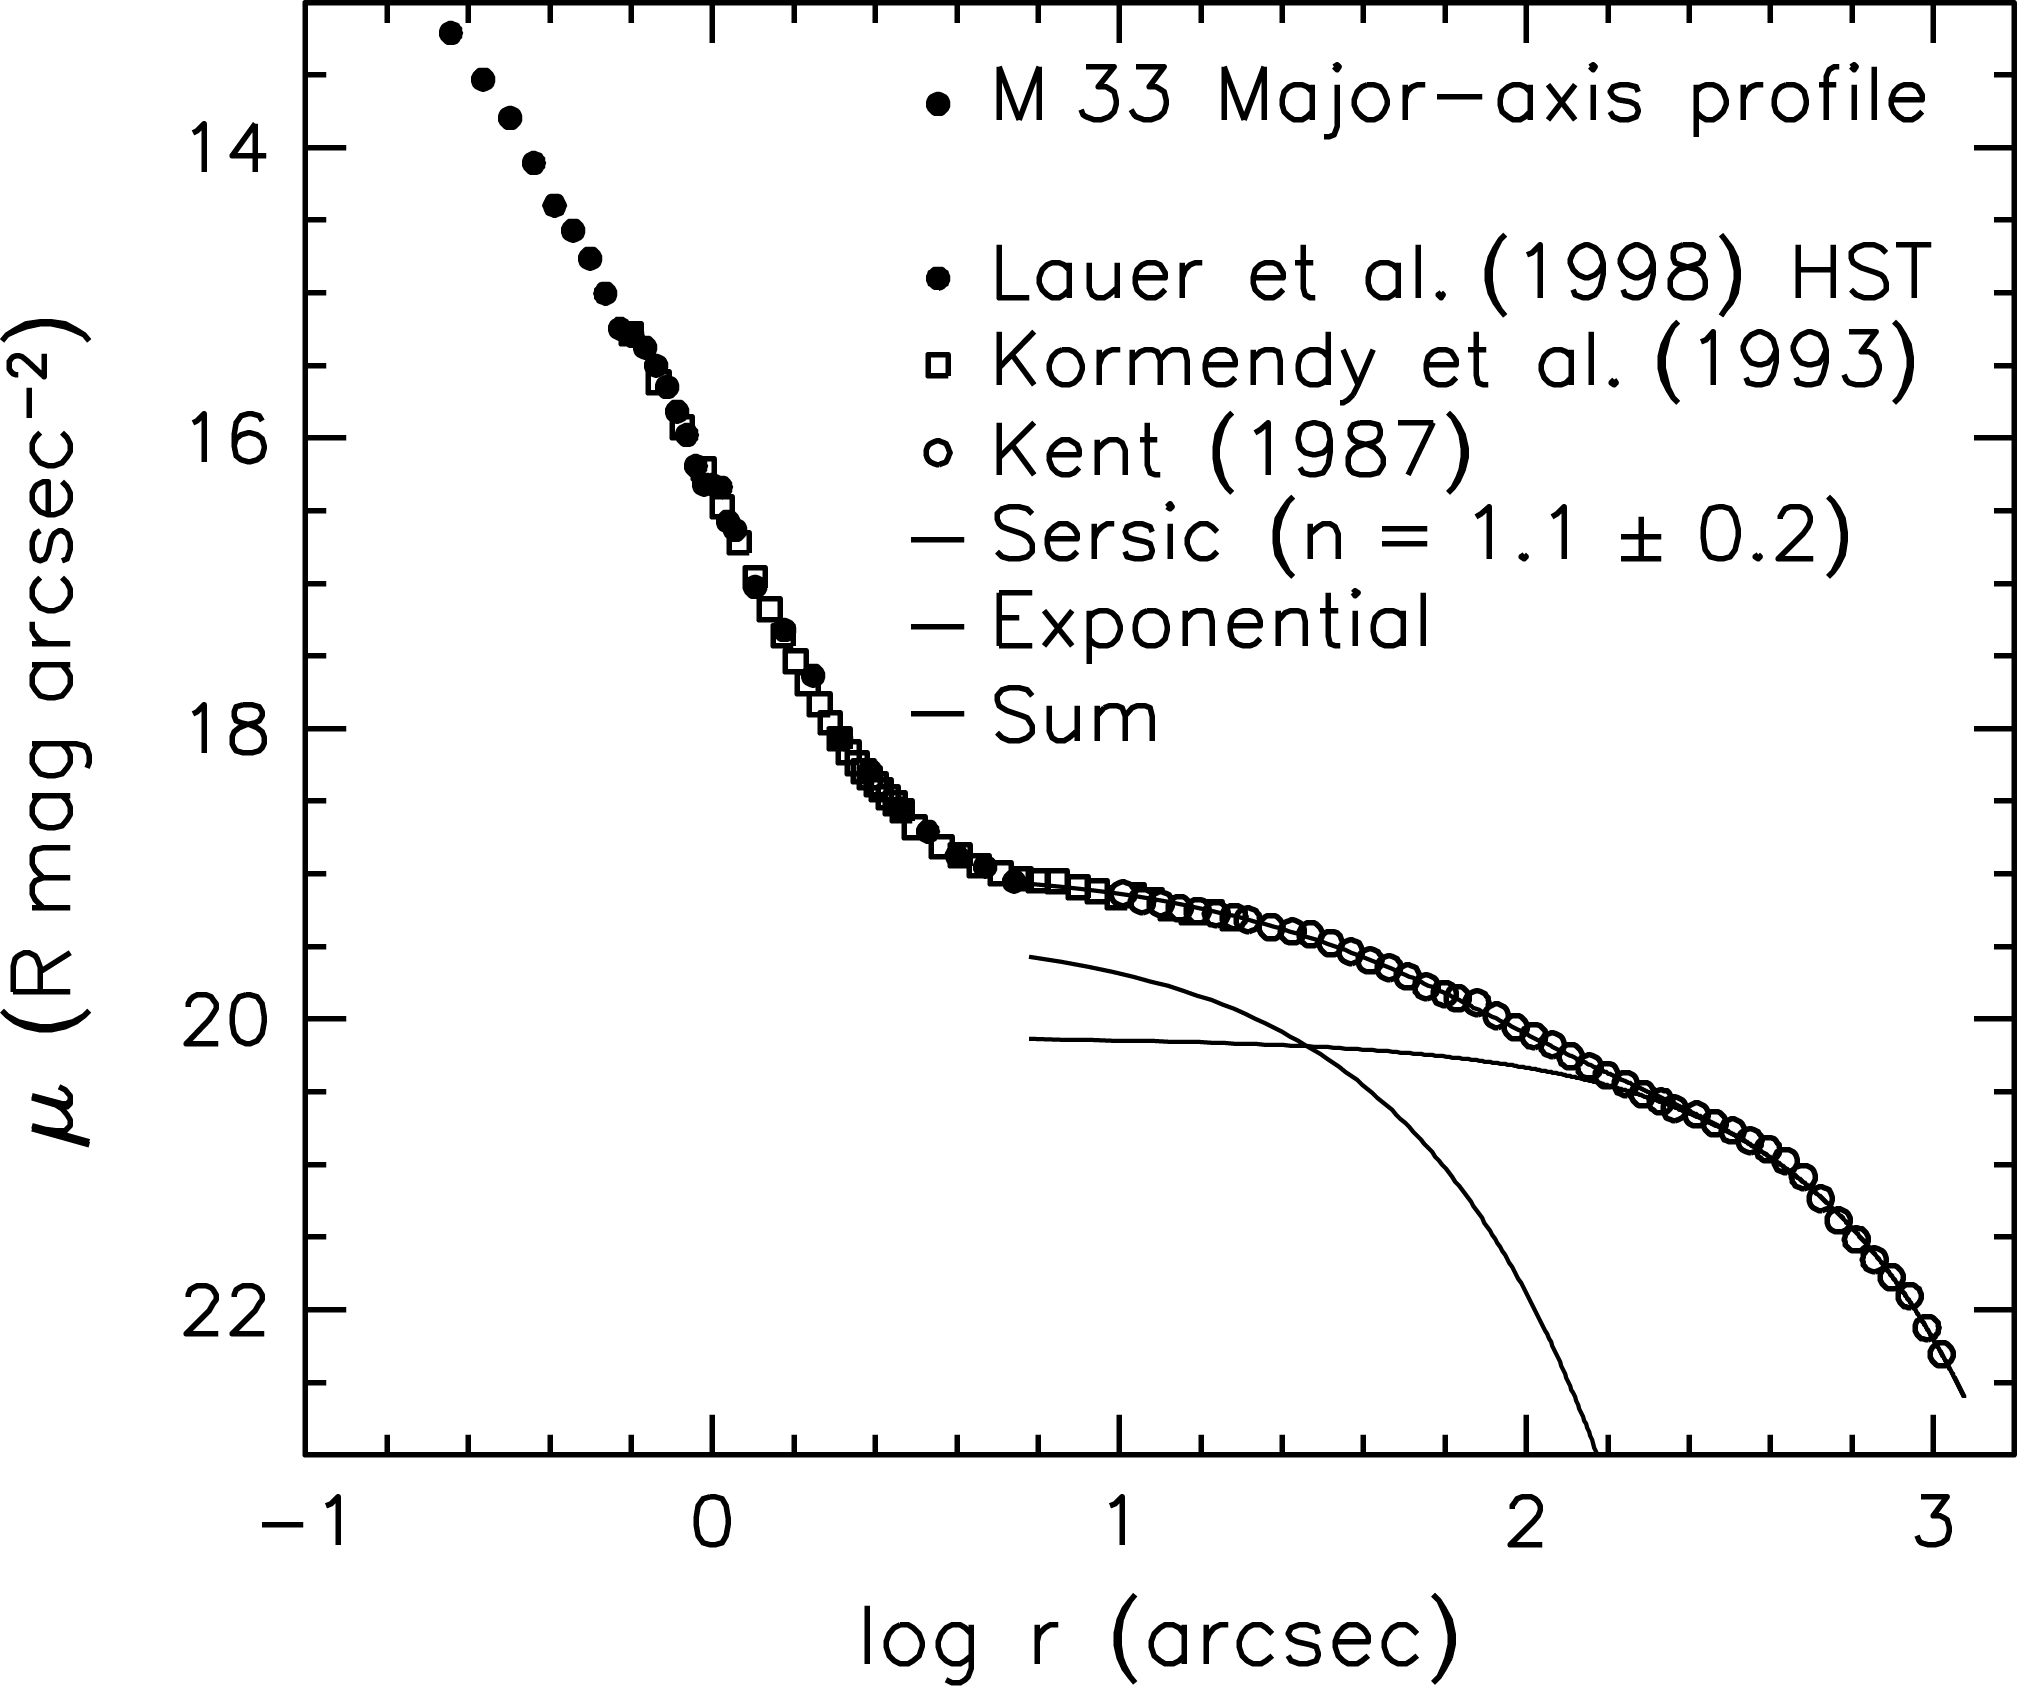 M 33 Major-axis profile
Lauer et al. (1998) HST
Kormendy et al. (1993)
Kent (1987)
Sersic (n = 1.1 ± 0.2)
Exponential
Sum
μ (R mag arcsec⁻²)
14
16
18
20
22
-1 0 1 2 3
log r (arcsec)